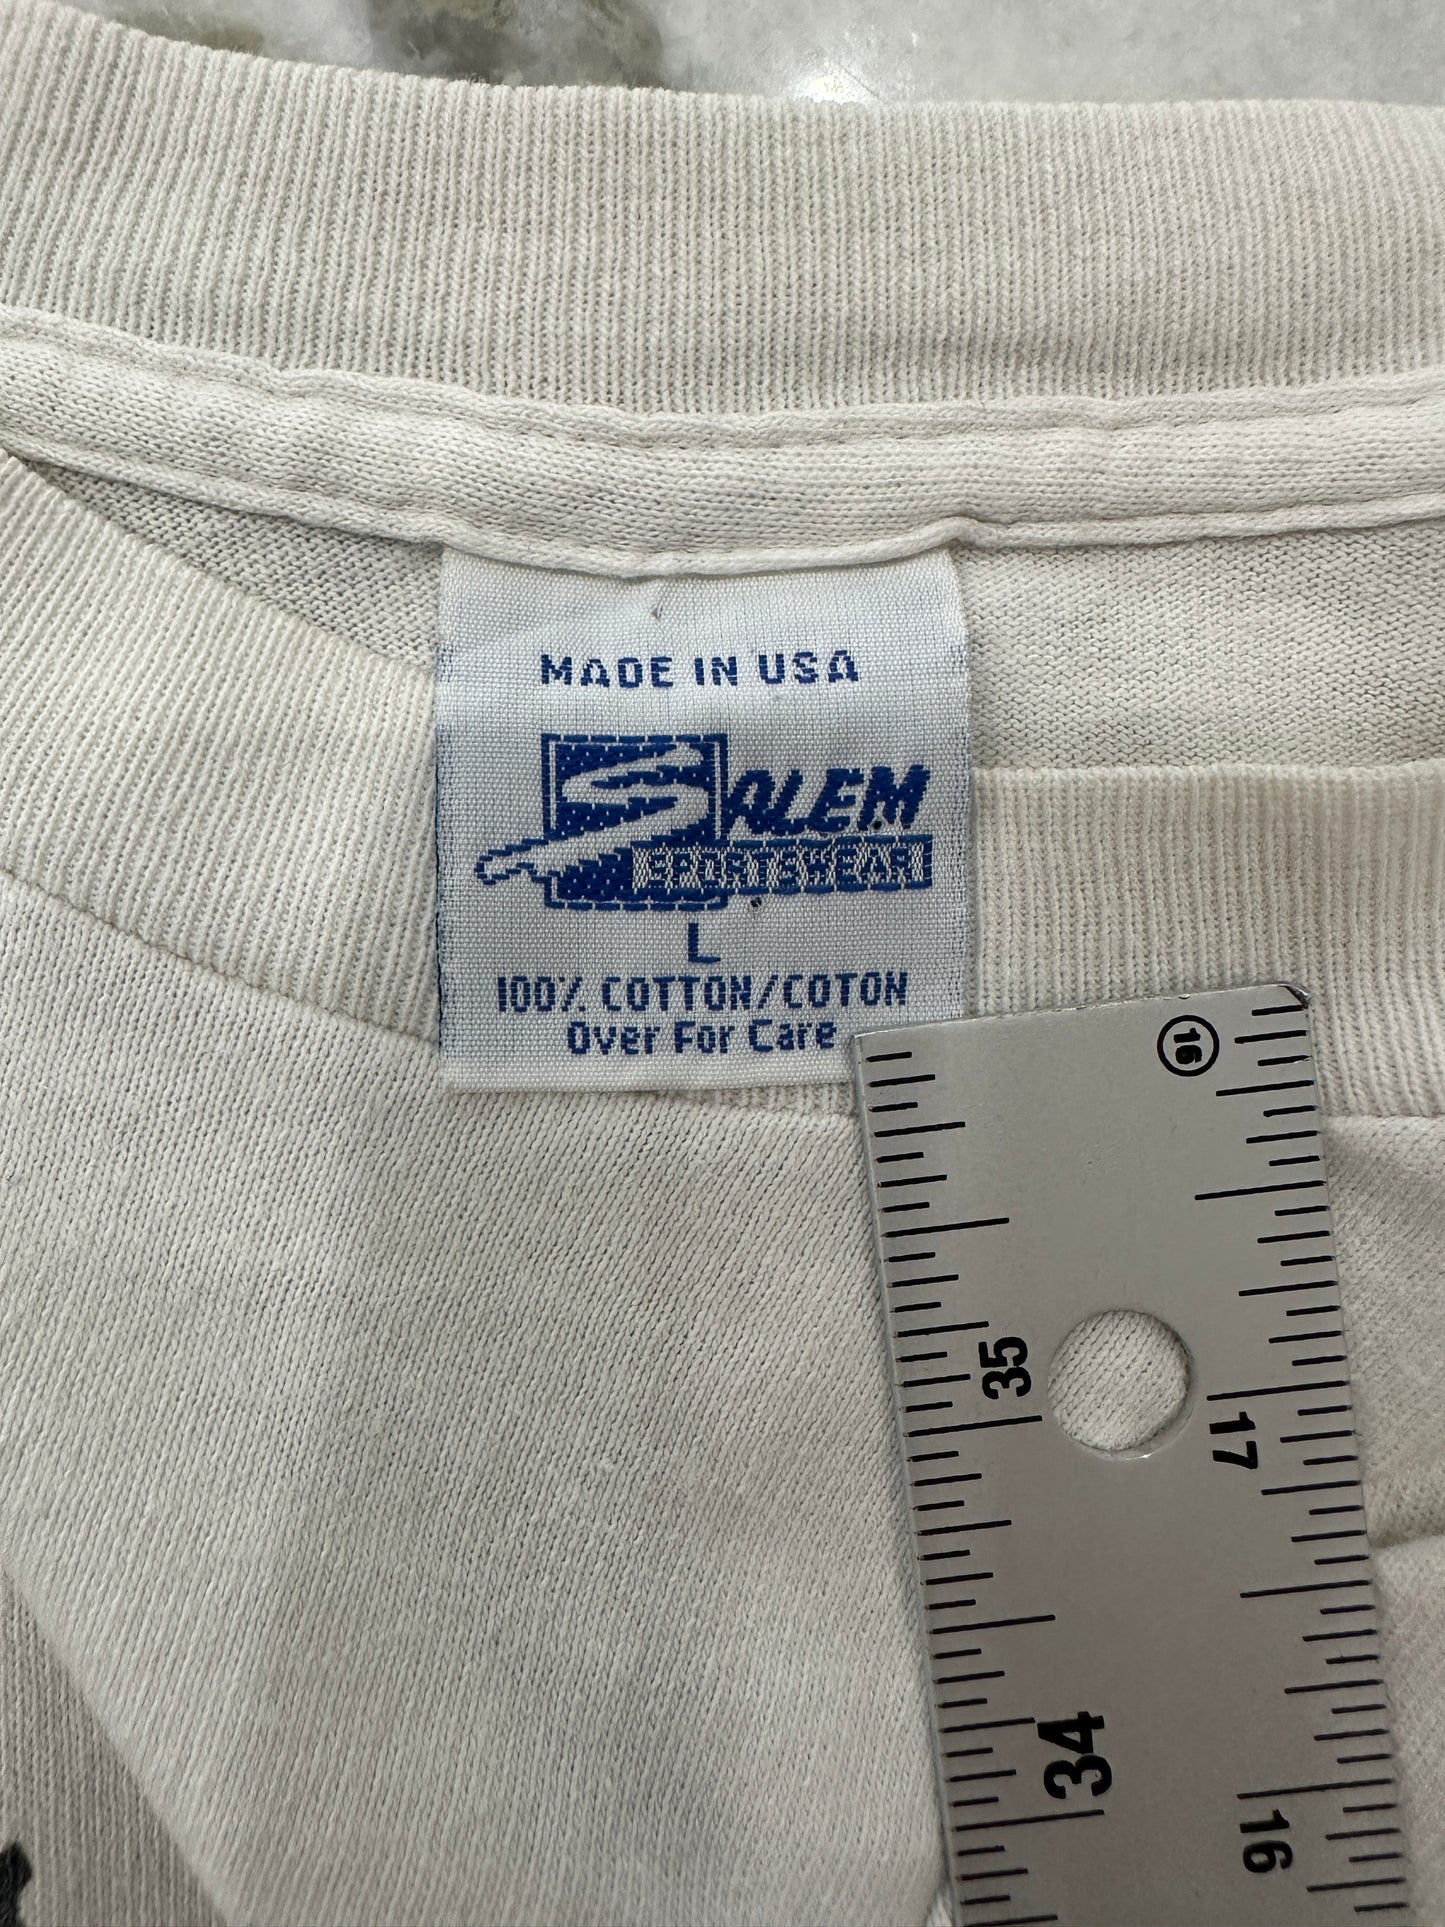 MADE IN USA
SALEM
SPORTSWEAR
L
100% COTTON/COTON
Over For Care
16
35
17
34
16